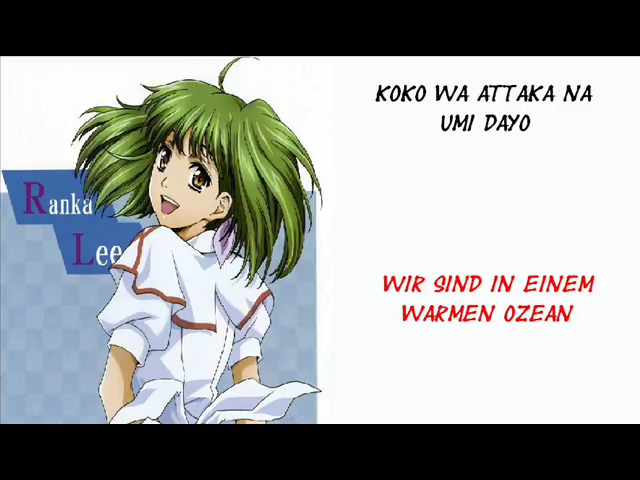 Ranka
Lee
KOKO WA ATTAKA NA
UMI DAYO
WIR SIND IN EINEM
WARMEN OZEAN